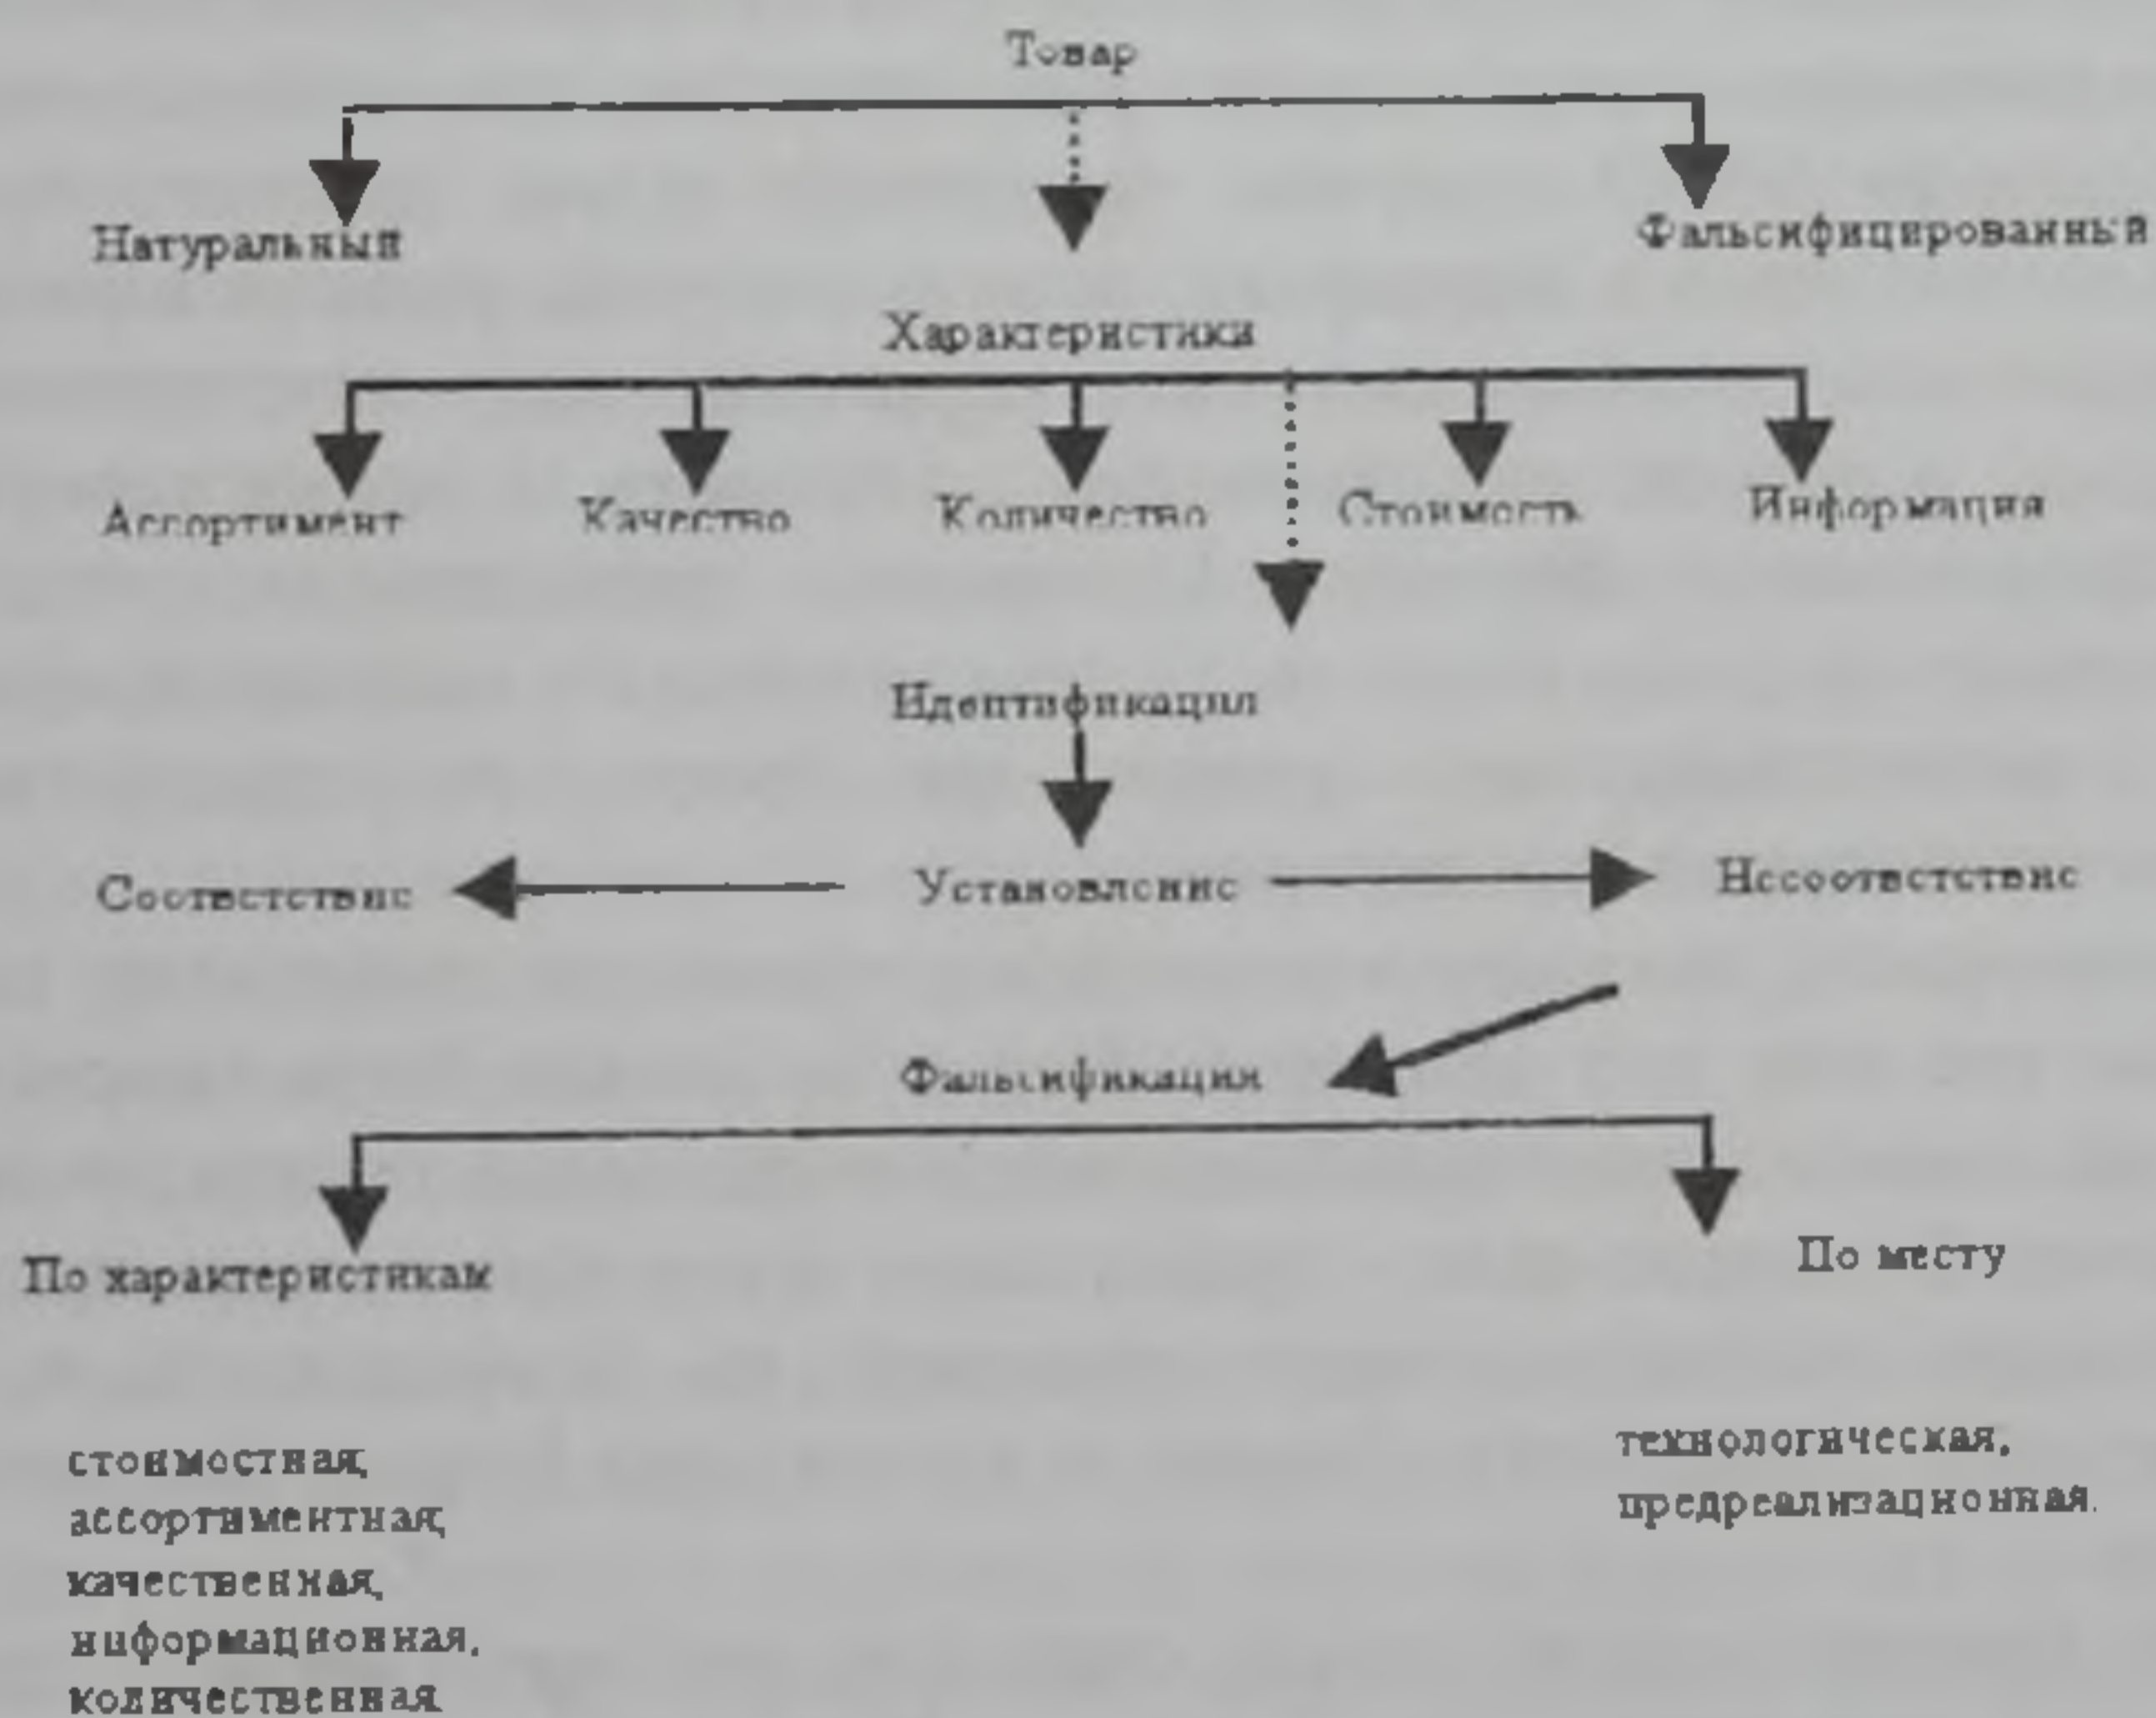 Товар
Натуральный Фальсифицированный
Характеристики
Ассортимент Качество Количество Стоимость Информация
Идентификация
Соответствие Установление Несоответствие
Фальсификация
По характеристикам По месту
стоимостная, технологическая,
ассортиментная, предреализационная.
качественная,
информационная,
количественная